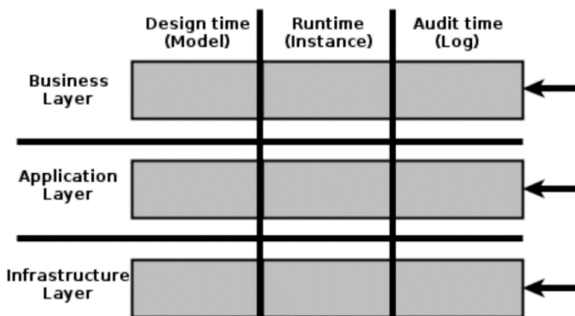 Design time
(Model)
Runtime
(Instance)
Audit time
(Log)
Business
Layer
Application
Layer
Infrastructure
Layer